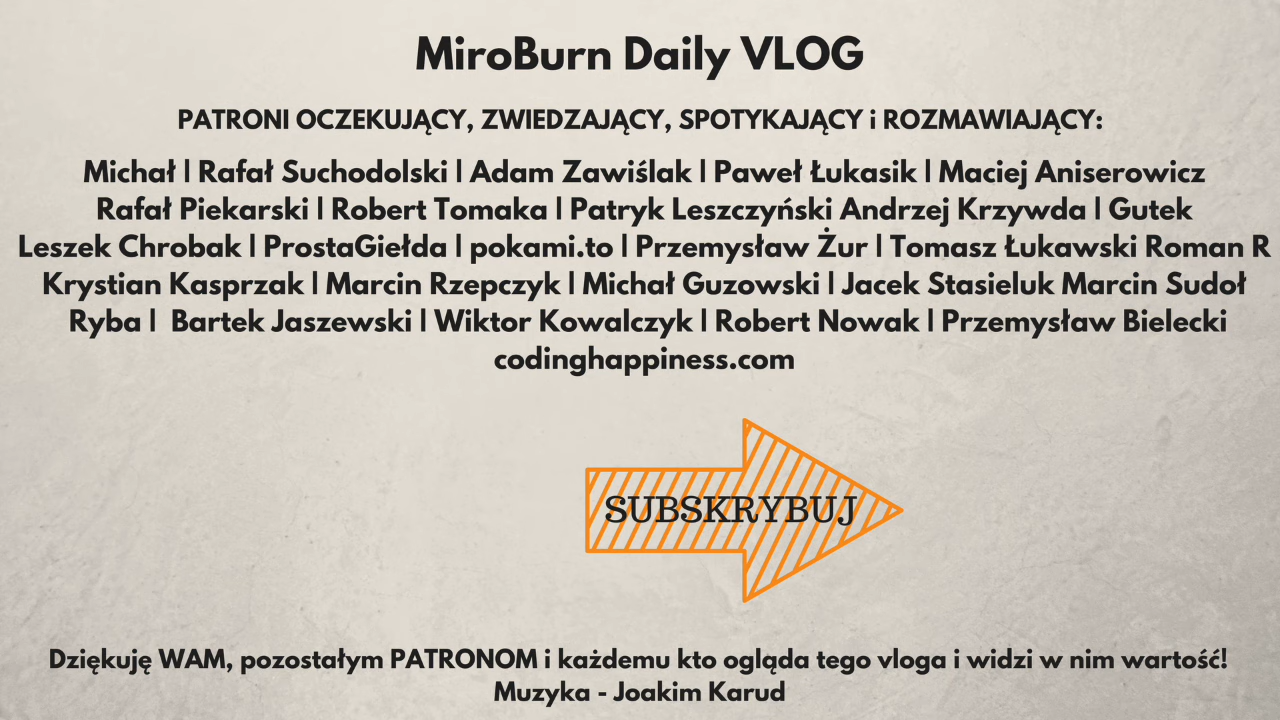 MiroBurn Daily VLOG
PATRONI OCZEKUJĄCY, ZWIEDZAJĄCY, SPOTYKAJĄCY i ROZMAWIAJĄCY:
Michał | Rafał Suchodolski | Adam Zawiślak | Paweł Łukasik | Maciej Aniserowicz
Rafał Piekarski | Robert Tomaka | Patryk Leszczyński Andrzej Krzywda | Gutek
Leszek Chrobak | ProstaGiełda | pokami.to | Przemysław Żur | Tomasz Łukawski Roman R
Krystian Kasprzak | Marcin Rzepczyk | Michał Guzowski | Jacek Stasieluk Marcin Sudoł
Ryba |  Bartek Jaszewski | Wiktor Kowalczyk | Robert Nowak | Przemysław Bielecki
codinghappiness.com
SUBSKRYBUJ
Dziękuję WAM, pozostałym PATRONOM i każdemu kto ogląda tego vloga i widzi w nim wartość!
Muzyka - Joakim Karud